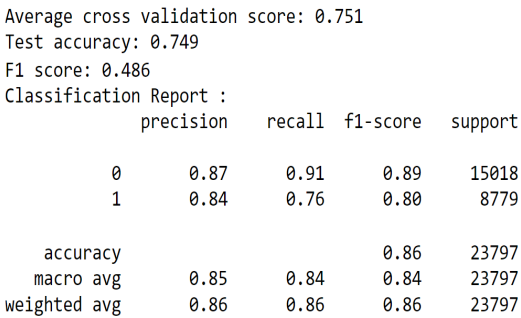 Average cross validation score: 0.751
Test accuracy: 0.749
F1 score: 0.486
Classification Report :
precision recall f1-score support
0 0.87 0.91 0.89 15018
1 0.84 0.76 0.80 8779
accuracy 0.86 23797
macro avg 0.85 0.84 0.84 23797
weighted avg 0.86 0.86 0.86 23797